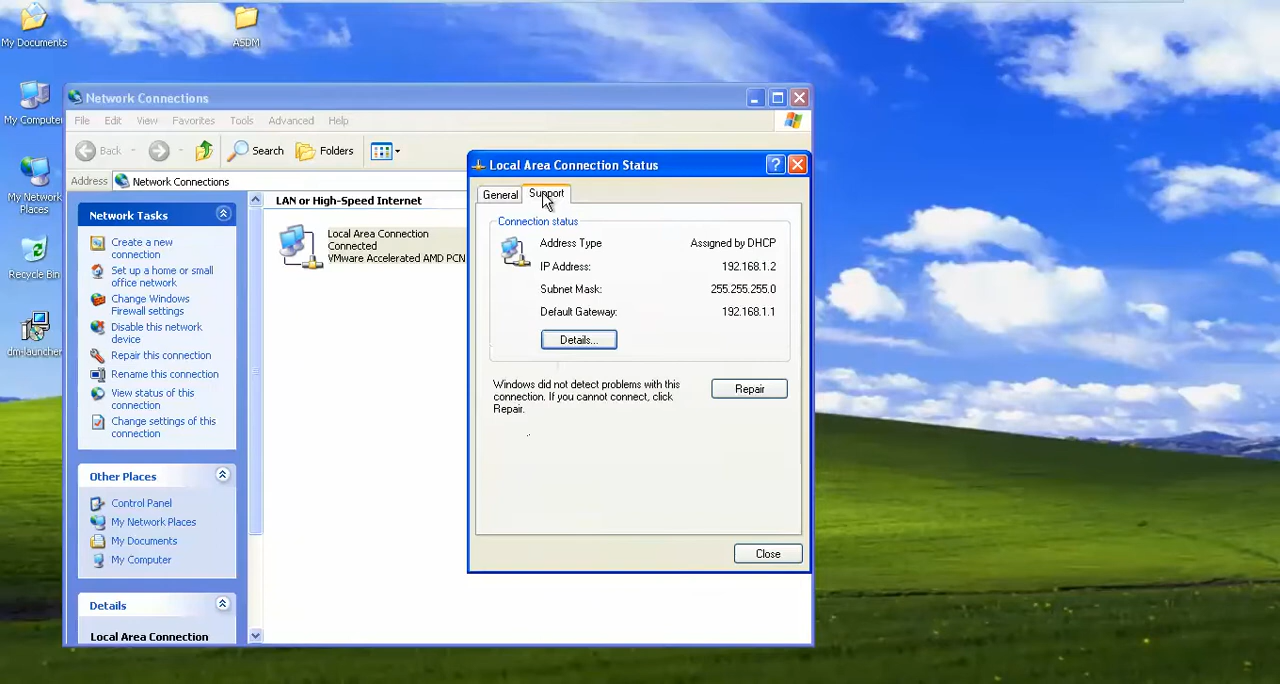 My Documents
ASDM
My Computer
My Network
Places
Recycle Bin
dm-launcher
Network Connections
File Edit View Favorites Tools Advanced Help
Back Search Folders
Address Network Connections
Network Tasks
Create a new
connection
Set up a home or small
office network
Change Windows
Firewall settings
Disable this network
device
Repair this connection
Rename this connection
View status of this
connection
Change settings of this
connection
Other Places
Control Panel
My Network Places
My Documents
My Computer
Details
Local Area Connection
LAN or High-Speed Internet
Local Area Connection
Connected
VMware Accelerated AMD PCN
Local Area Connection Status
General Support
Connection status
Address Type Assigned by DHCP
IP Address: 192.168.1.2
Subnet Mask: 255.255.255.0
Default Gateway: 192.168.1.1
Details...
Windows did not detect problems with this
connection. If you cannot connect, click
Repair.
Repair
Close